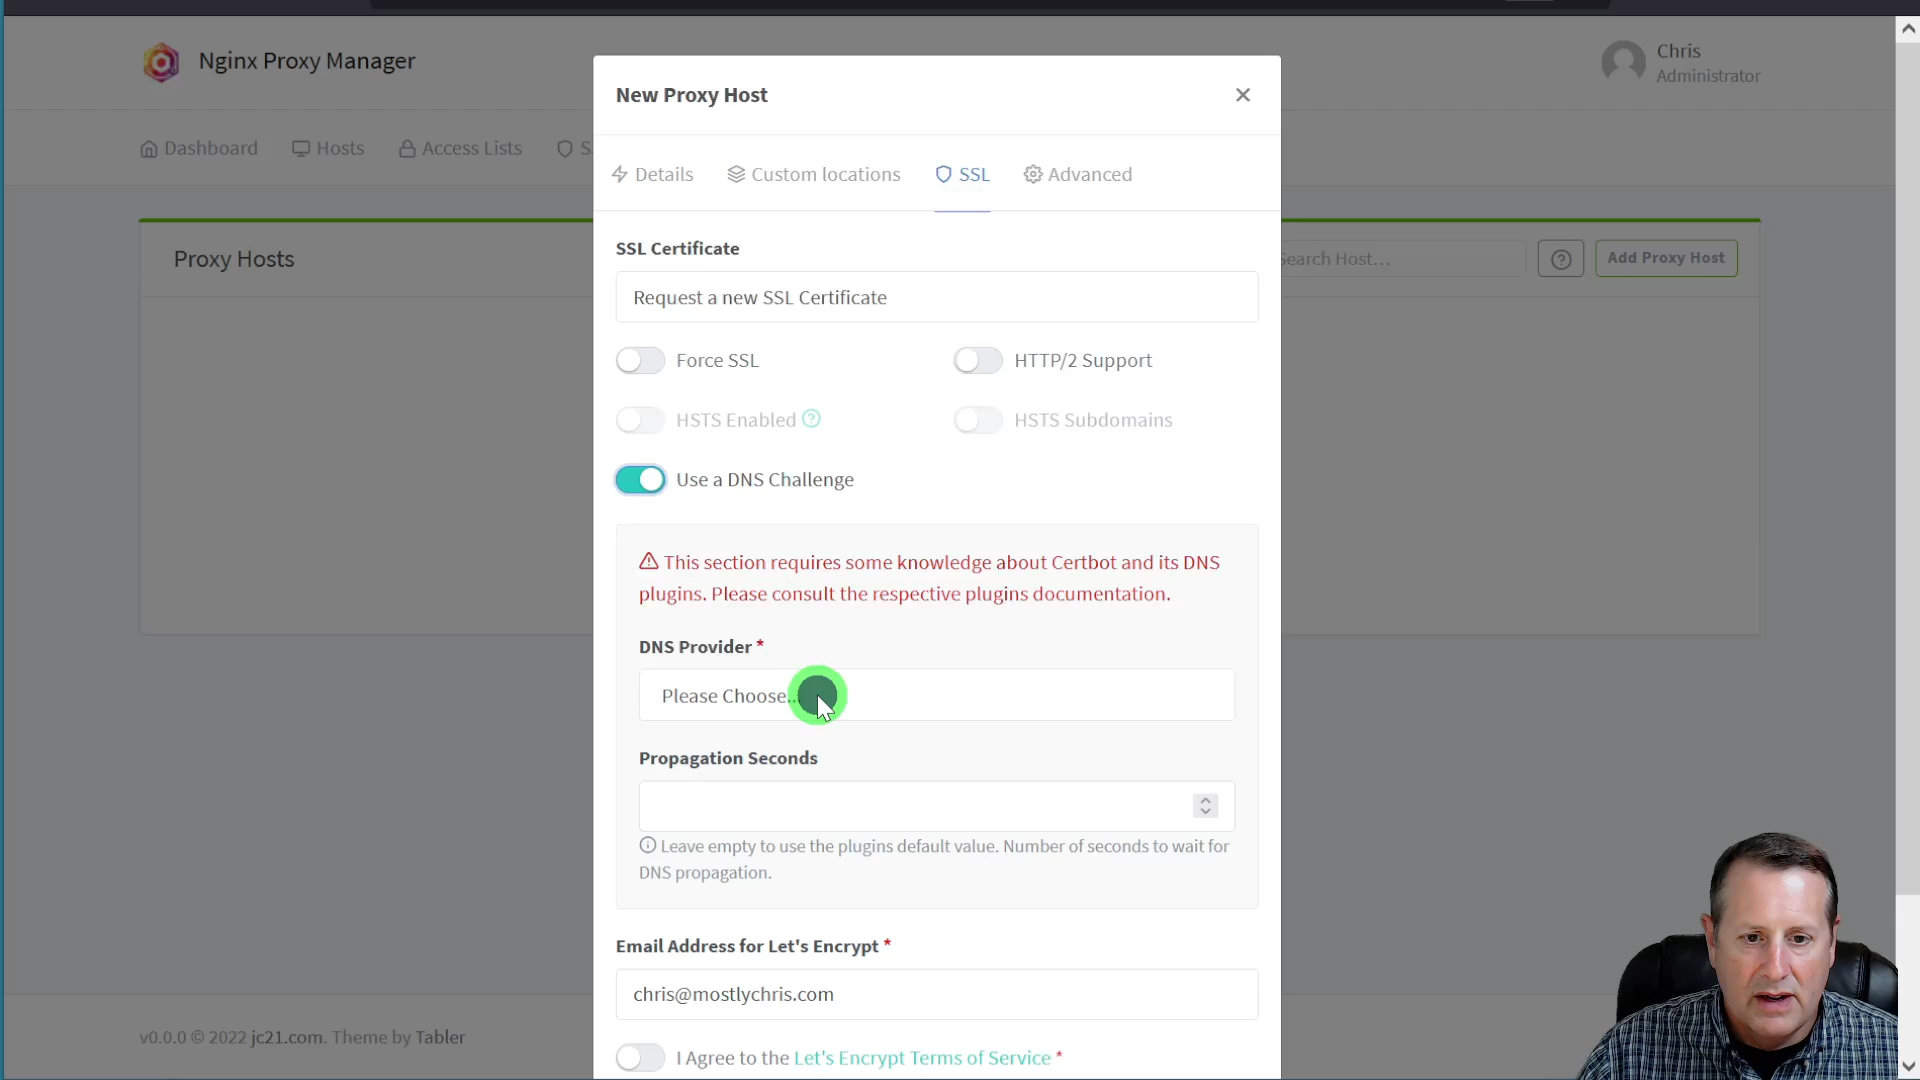 Nginx Proxy Manager
Chris
Administrator
New Proxy Host
Dashboard
Hosts
Access Lists
Details
Custom locations
SSL
Advanced
Proxy Hosts
Search Host...
Add Proxy Host
SSL Certificate
Request a new SSL Certificate
Force SSL
HTTP/2 Support
HSTS Enabled
HSTS Subdomains
Use a DNS Challenge
This section requires some knowledge about Certbot and its DNS
plugins. Please consult the respective plugins documentation.
DNS Provider *
Please Choose...
Propagation Seconds
Leave empty to use the plugins default value. Number of seconds to wait for
DNS propagation.
Email Address for Let's Encrypt *
chris@mostlychris.com
v0.0.0 © 2022 jc21.com. Theme by Tabler
I Agree to the Let's Encrypt Terms of Service *